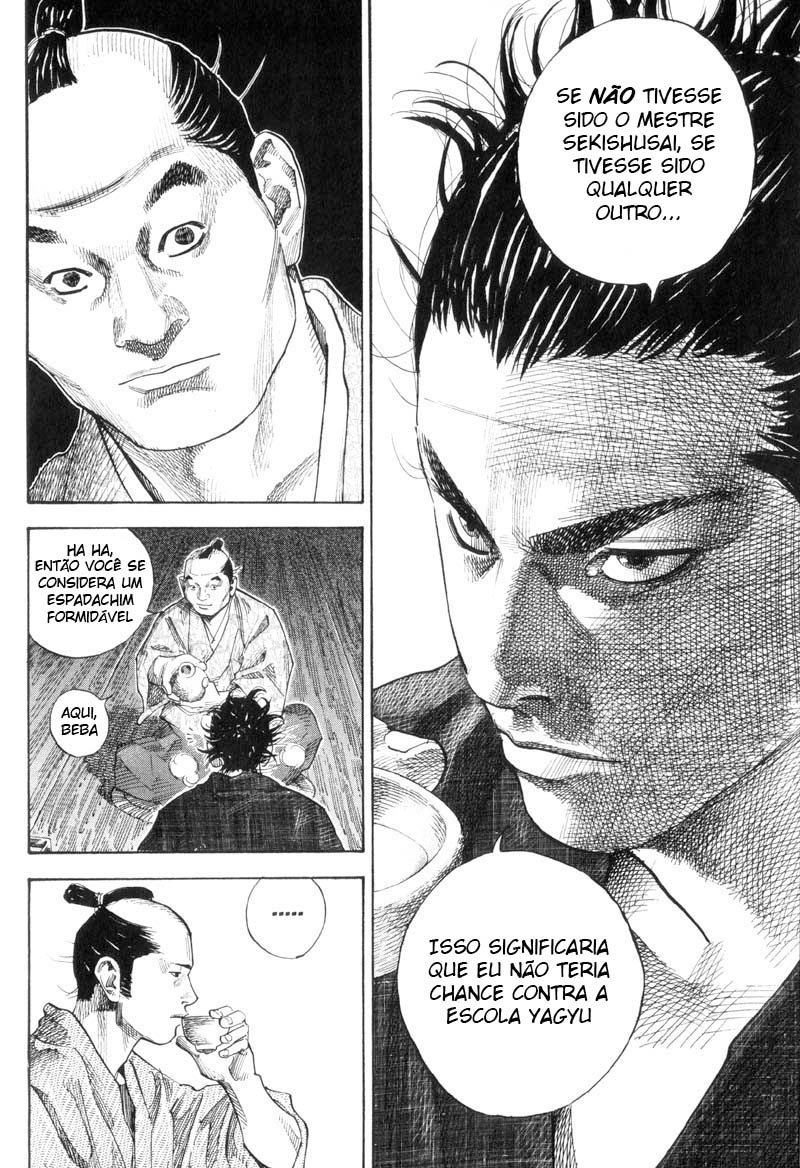 SE NÃO TIVESSE
SIDO O MESTRE
SEKISHUSAI, SE
TIVESSE SIDO
QUALQUER
OUTRO...
ISSO SIGNIFICARIA
QUE EU NÃO TERIA
CHANCE CONTRA A
ESCOLA YAGYU
HA HA,
ENTÃO VOCÊ SE
CONSIDERA UM
ESPADACHIM
FORMIDÁVEL
AQUI,
BEBA
.....